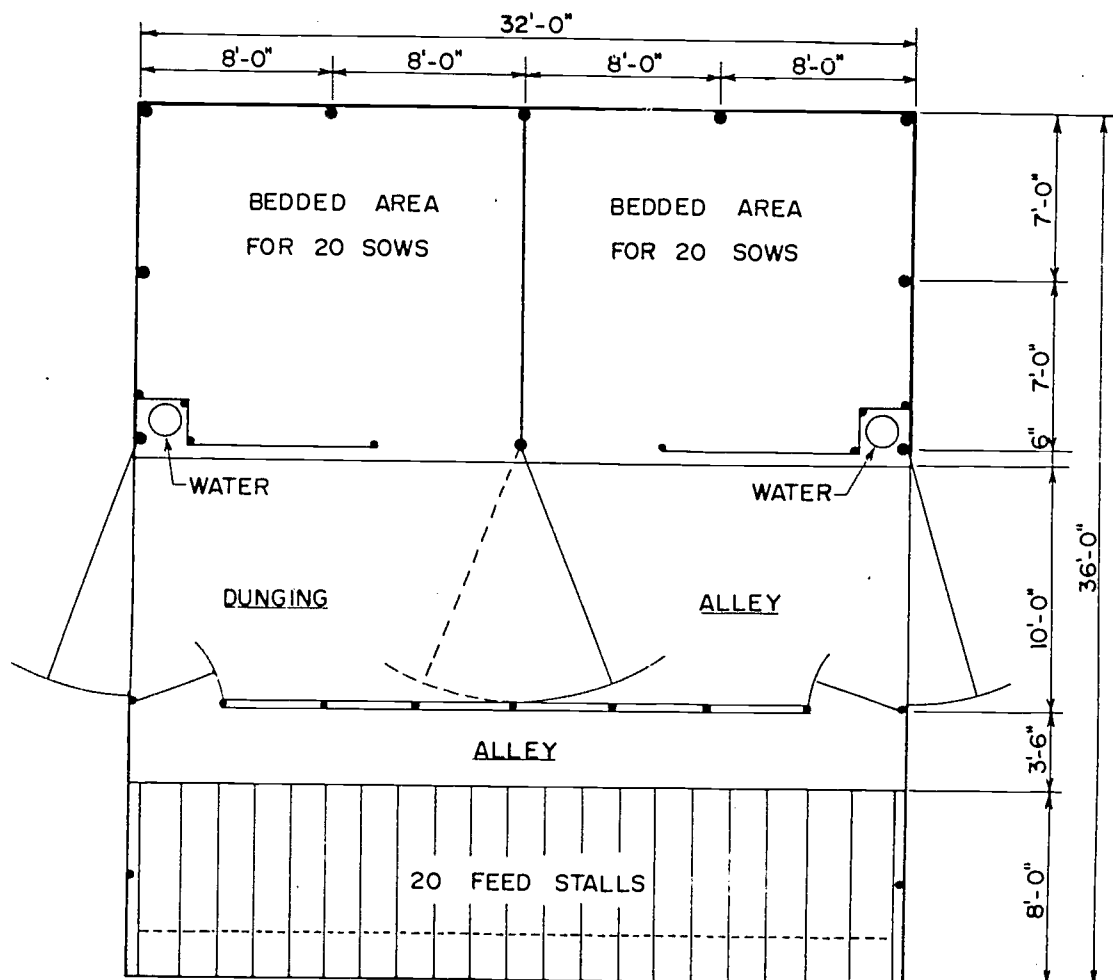 32'-0"
8'-0" 8'-0" 8'-0" 8'-0"
BEDDED AREA
FOR 20 SOWS
BEDDED AREA
FOR 20 SOWS
7'-0"
7'-0"
6"
WATER
WATER
DUNGING
ALLEY
10'-0"
36'-0"
ALLEY
3'-6"
20 FEED STALLS
8'-0"